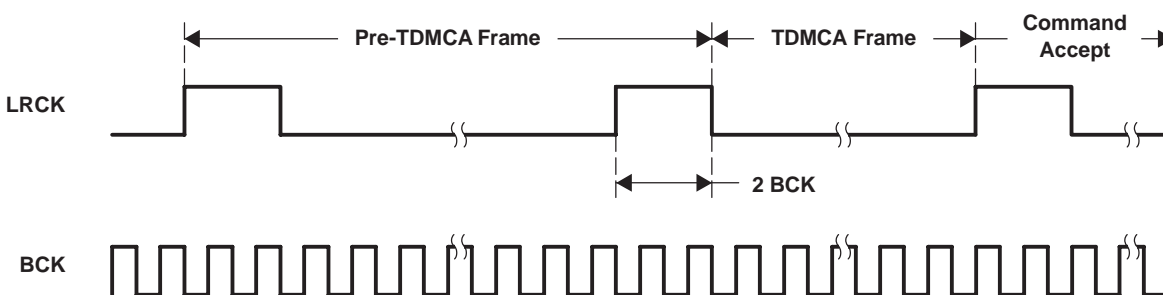 Pre-TDMCA Frame
TDMCA Frame
Command
Accept
LRCK
2 BCK
BCK